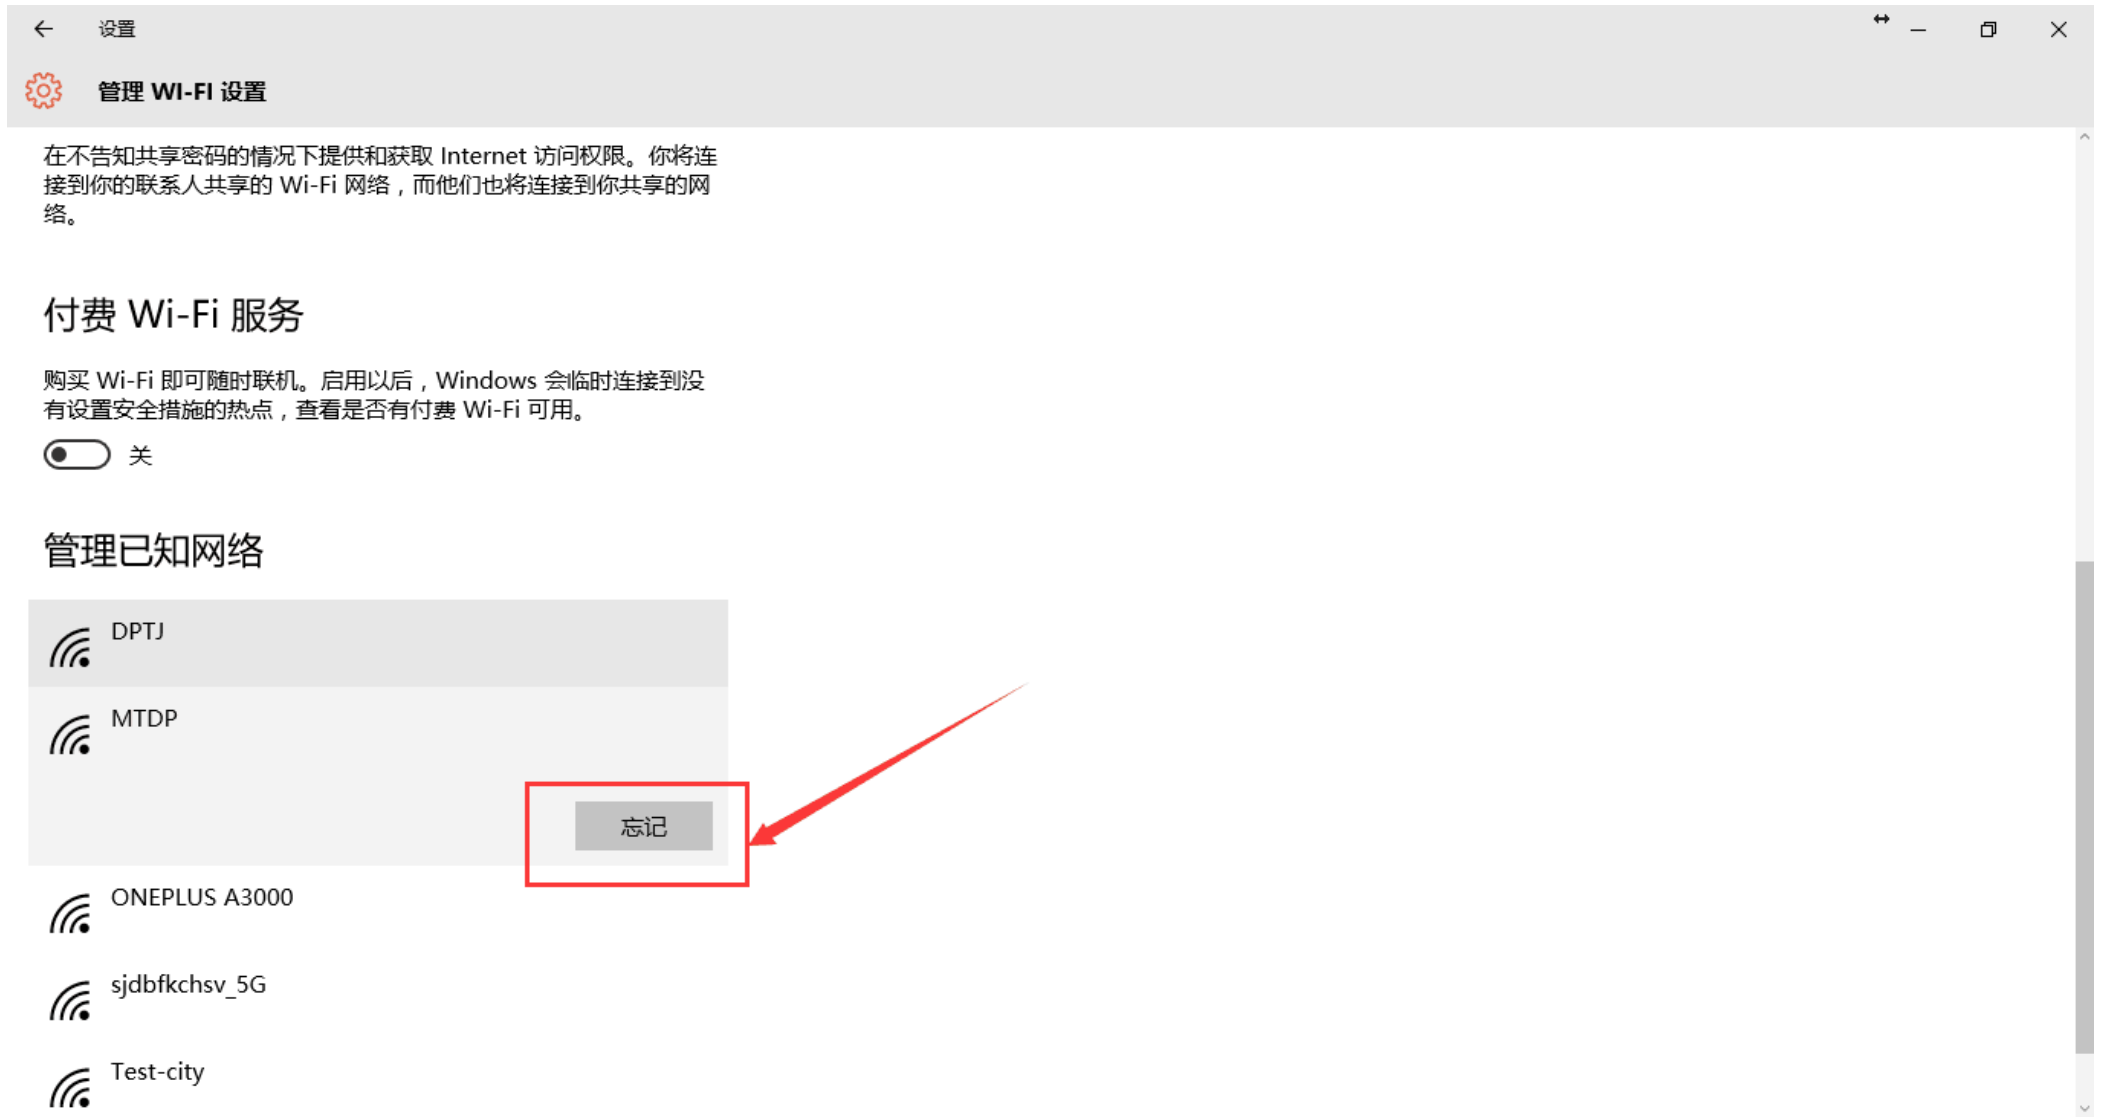 设置
管理 WI-FI 设置
在不告知共享密码的情况下提供和获取 Internet 访问权限。你将连
接到你的联系人共享的 Wi-Fi 网络，而他们也将连接到你共享的网
络。
付费 Wi-Fi 服务
购买 Wi-Fi 即可随时联机。启用以后，Windows 会临时连接到没
有设置安全措施的热点，查看是否有付费 Wi-Fi 可用。
关
管理已知网络
DPTJ
MTDP
忘记
ONEPLUS A3000
sjdbfkchsv_5G
Test-city